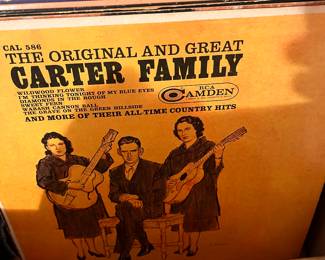 CAL 586
THE ORIGINAL AND GREAT
CARTER FAMILY
WILDWOOD FLOWER
I'M THINKING TONIGHT OF MY BLUE EYES
DIAMONDS IN THE ROUGH
SWEET FERN
WABASH CANNON BALL
THE GRAVE ON THE GREEN HILLSIDE
RCA
CAMDEN
AND MORE OF THEIR ALL-TIME COUNTRY HITS